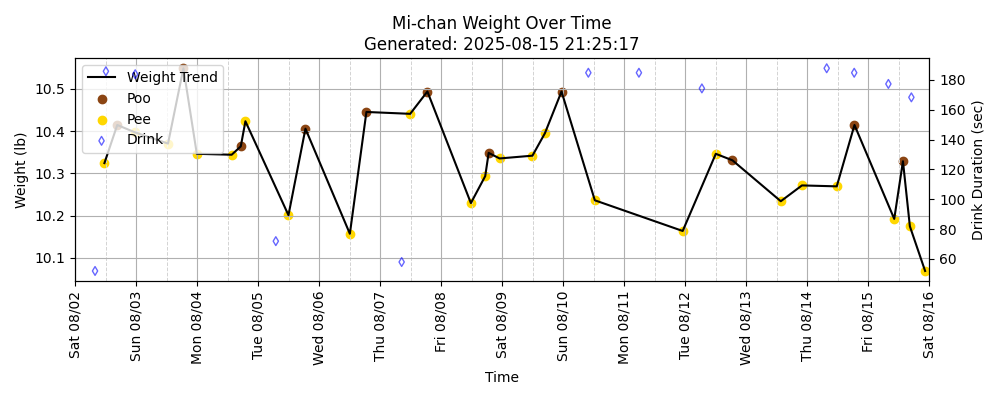 Mi-chan Weight Over Time
Generated: 2025-08-15 21:25:17
Weight (lb)
10.5
10.4
10.3
10.2
10.1
Weight Trend
Poo
Pee
Drink
180
160
140
120
100
80
60
Drink Duration (sec)
Sat 08/02
Sun 08/03
Mon 08/04
Tue 08/05
Wed 08/06
Thu 08/07
Fri 08/08
Sat 08/09
Sun 08/10
Mon 08/11
Tue 08/12
Wed 08/13
Thu 08/14
Fri 08/15
Sat 08/16
Time